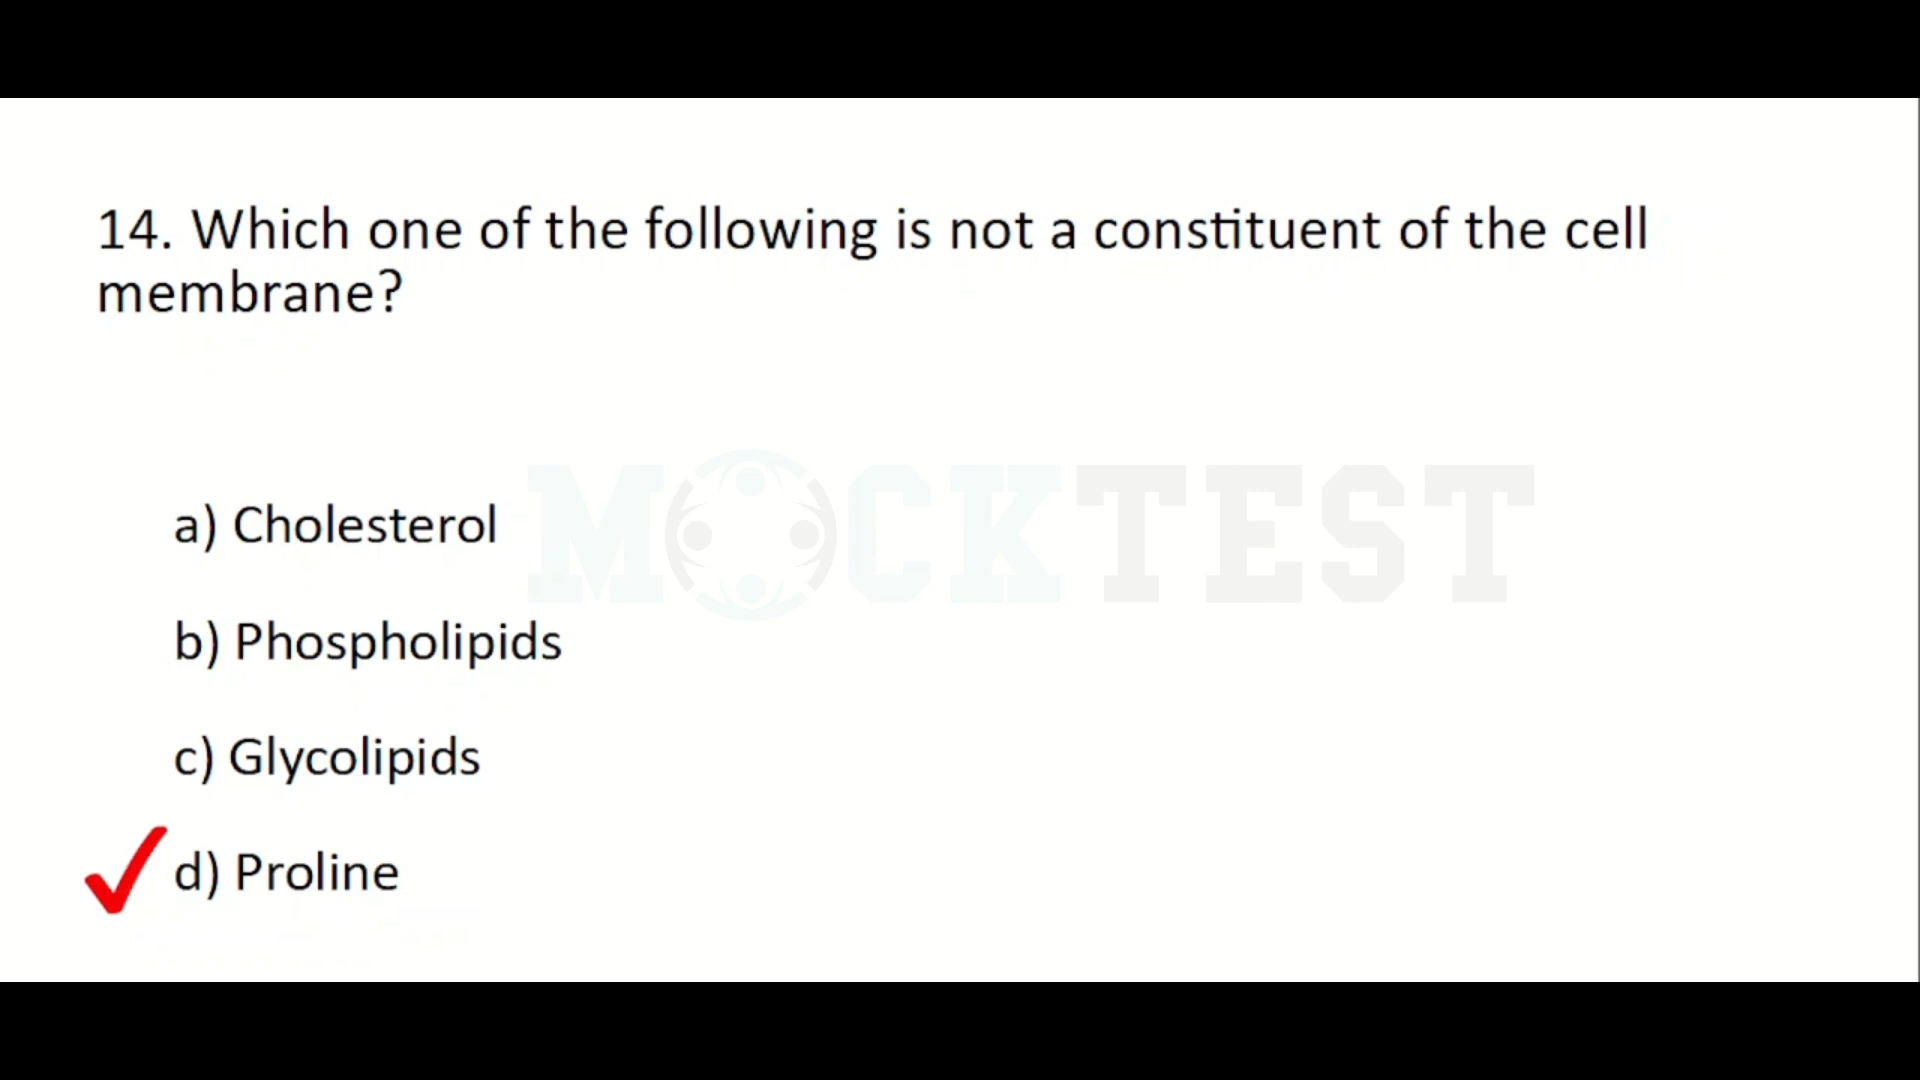 14. Which one of the following is not a constituent of the cell
membrane?
MOCKTEST
a) Cholesterol
b) Phospholipids
c) Glycolipids
d) Proline